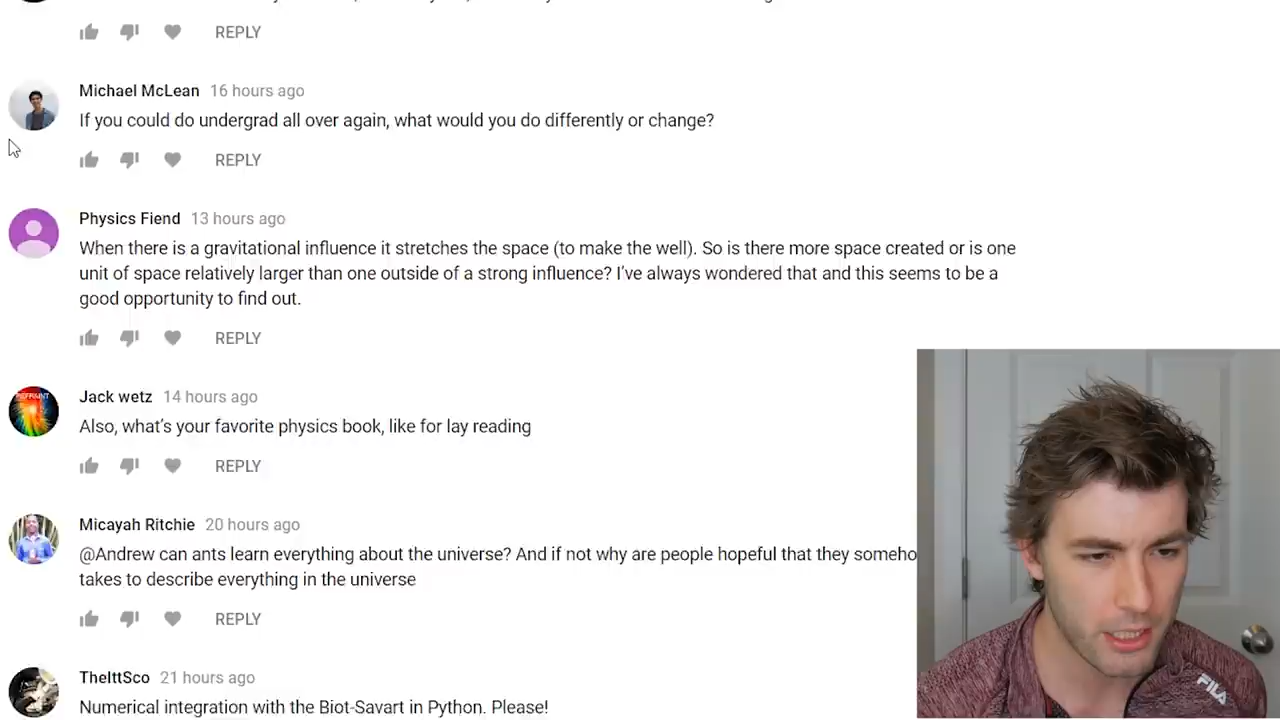 REPLY
Michael McLean 16 hours ago
If you could do undergrad all over again, what would you do differently or change?
REPLY
Physics Fiend 13 hours ago
When there is a gravitational influence it stretches the space (to make the well). So is there more space created or is one
unit of space relatively larger than one outside of a strong influence? I've always wondered that and this seems to be a
good opportunity to find out.
REPLY
Jack wetz 14 hours ago
Also, what's your favorite physics book, like for lay reading
REPLY
Micayah Ritchie 20 hours ago
@Andrew can ants learn everything about the universe? And if not why are people hopeful that they someho
takes to describe everything in the universe
REPLY
TheIttSco 21 hours ago
Numerical integration with the Biot-Savart in Python. Please!
FILA